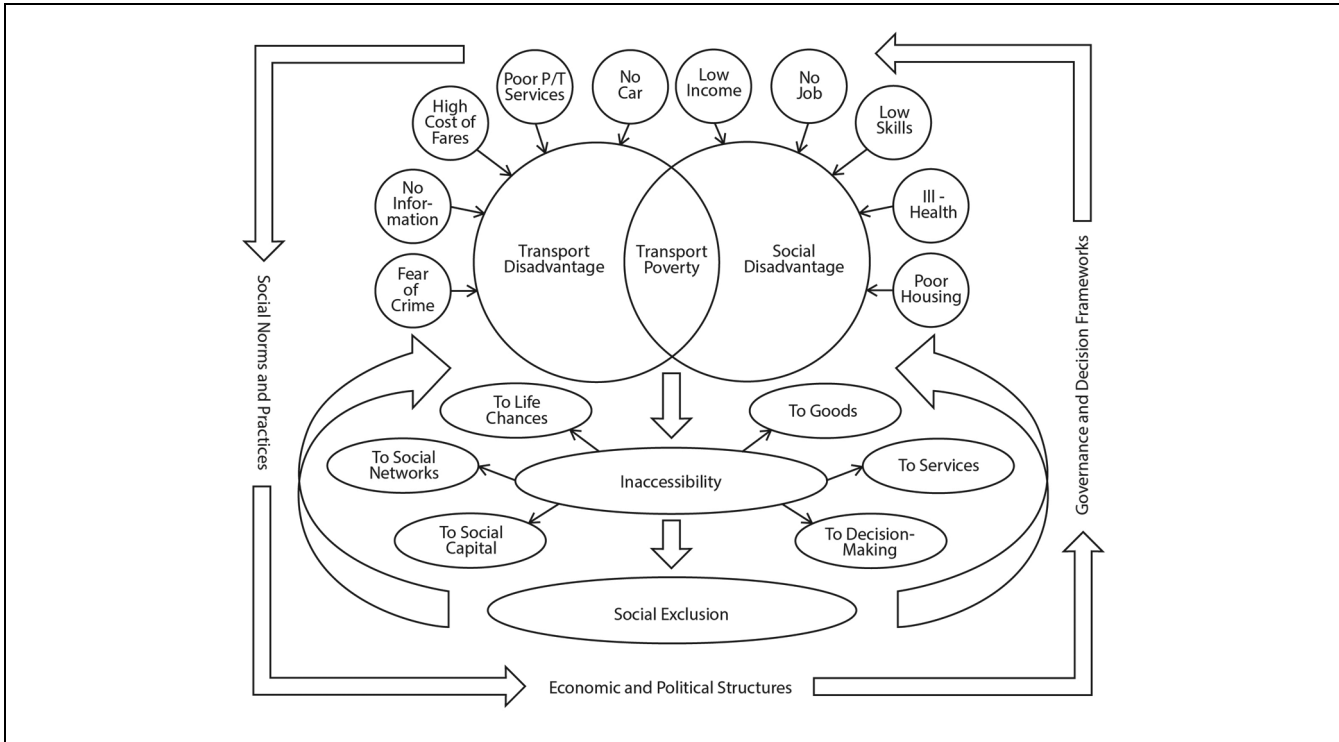 Poor P/T
Services
No
Car
Low
Income
No
Job
High
Cost of
Fares
Low
Skills
No
Infor-
mation
Ill -
Health
Fear
of
Crime
Poor
Housing
Transport
Disadvantage
Transport
Poverty
Social
Disadvantage
Social Norms and Practices
Governance and Decision Frameworks
To Life
Chances
To Goods
To Social
Networks
Inaccessibility
To Services
To Social
Capital
To Decision-
Making
Social Exclusion
Economic and Political Structures